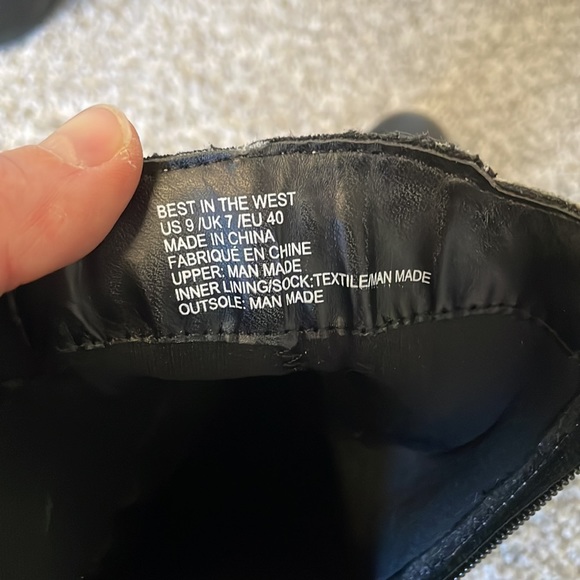 BEST IN THE WEST
US 9 /UK 7 /EU 40
MADE IN CHINA
FABRIQUÉ EN CHINE
UPPER: MAN MADE
INNER LINING/SOCK:TEXTILE/MAN MADE
OUTSOLE: MAN MADE